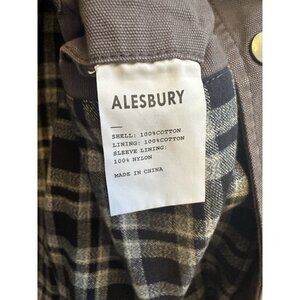 ALESBURY
—
SHELL: 100%COTTON
LINING: 100%COTTON
SLEEVE LINING:
100% NYLON
MADE IN CHINA